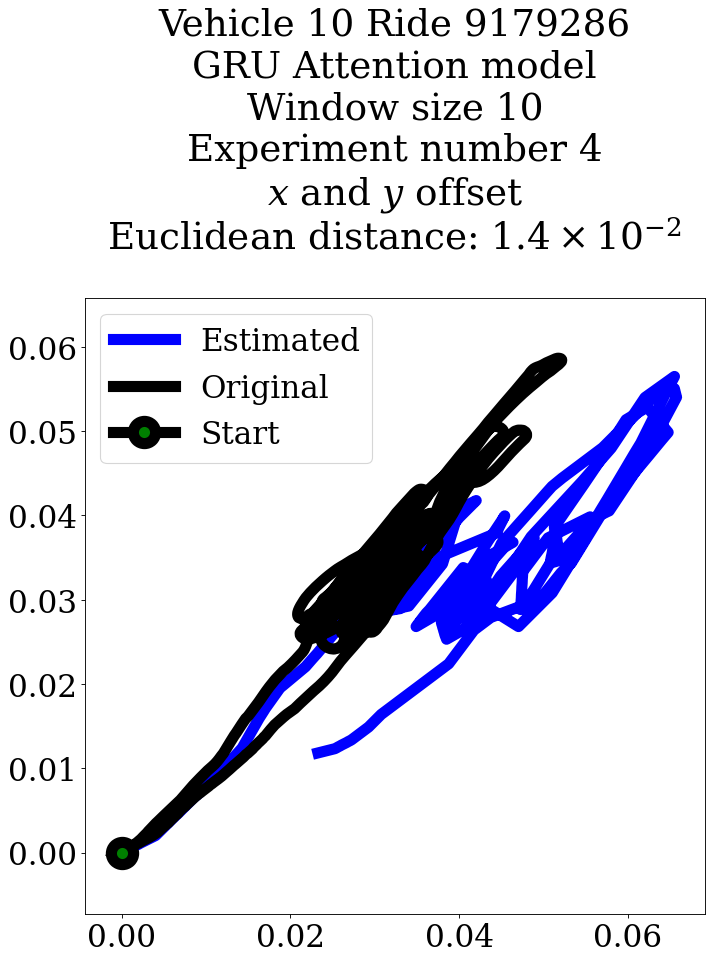 Vehicle 10 Ride 9179286
GRU Attention model
Window size 10
Experiment number 4
x and y offset
Euclidean distance: 1.4 × 10⁻²
Estimated
Original
Start
0.06
0.05
0.04
0.03
0.02
0.01
0.00
0.00 0.02 0.04 0.06